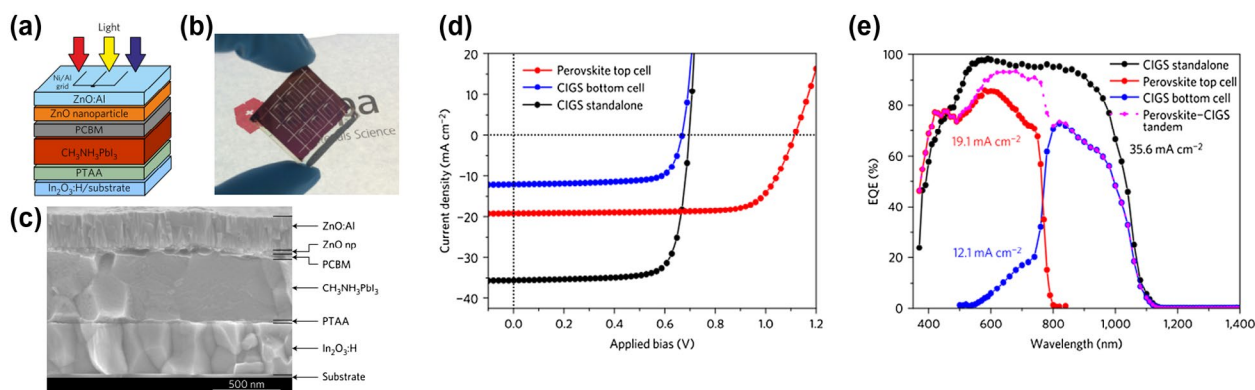 (a)
Light
Ni/Al
grid
ZnO:Al
ZnO nanoparticle
PCBM
CH3NH3PbI3
PTAA
In2O3:H/substrate
(b)
Science
(c)
ZnO:Al
ZnO np
PCBM
CH3NH3PbI3
PTAA
In2O3:H
Substrate
500 nm
(d)
Perovskite top cell
CIGS bottom cell
CIGS standalone
20
10
0
−10
−20
−30
−40
Current density (mA cm−2)
0.0
0.2
0.4
0.6
0.8
1.0
1.2
Applied bias (V)
(e)
CIGS standalone
Perovskite top cell
CIGS bottom cell
Perovskite–CIGS
tandem
19.1 mA cm−2
35.6 mA cm−2
12.1 mA cm−2
100
80
60
40
20
0
EQE (%)
400
600
800
1,000
1,200
1,400
Wavelength (nm)